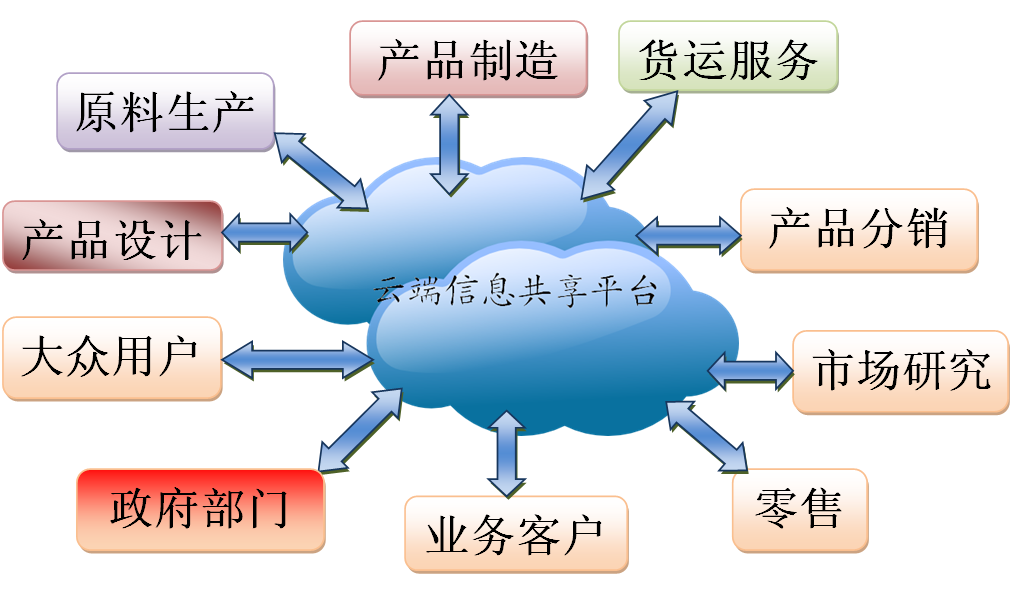 产品制造
货运服务
原料生产
产品设计
产品分销
云端信息共享平台
大众用户
市场研究
政府部门
业务客户
零售